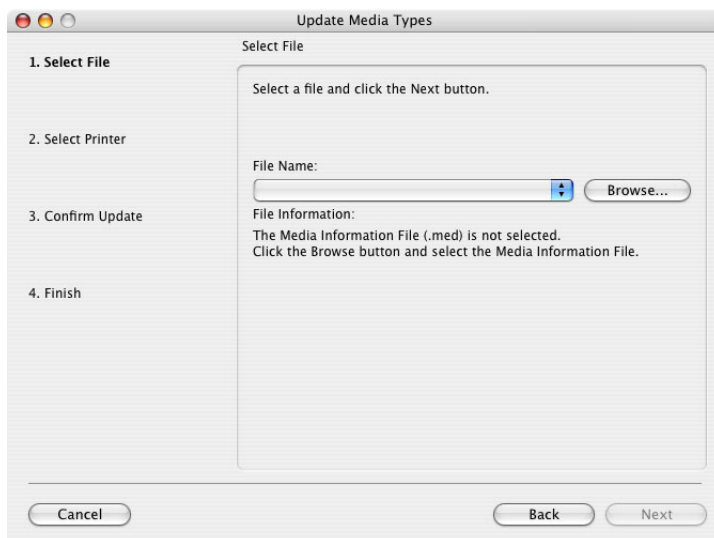 Update Media Types
1. Select File
2. Select Printer
3. Confirm Update
4. Finish
Select File
Select a file and click the Next button.
File Name:
Browse...
File Information:
The Media Information File (.med) is not selected.
Click the Browse button and select the Media Information File.
Cancel
Back
Next